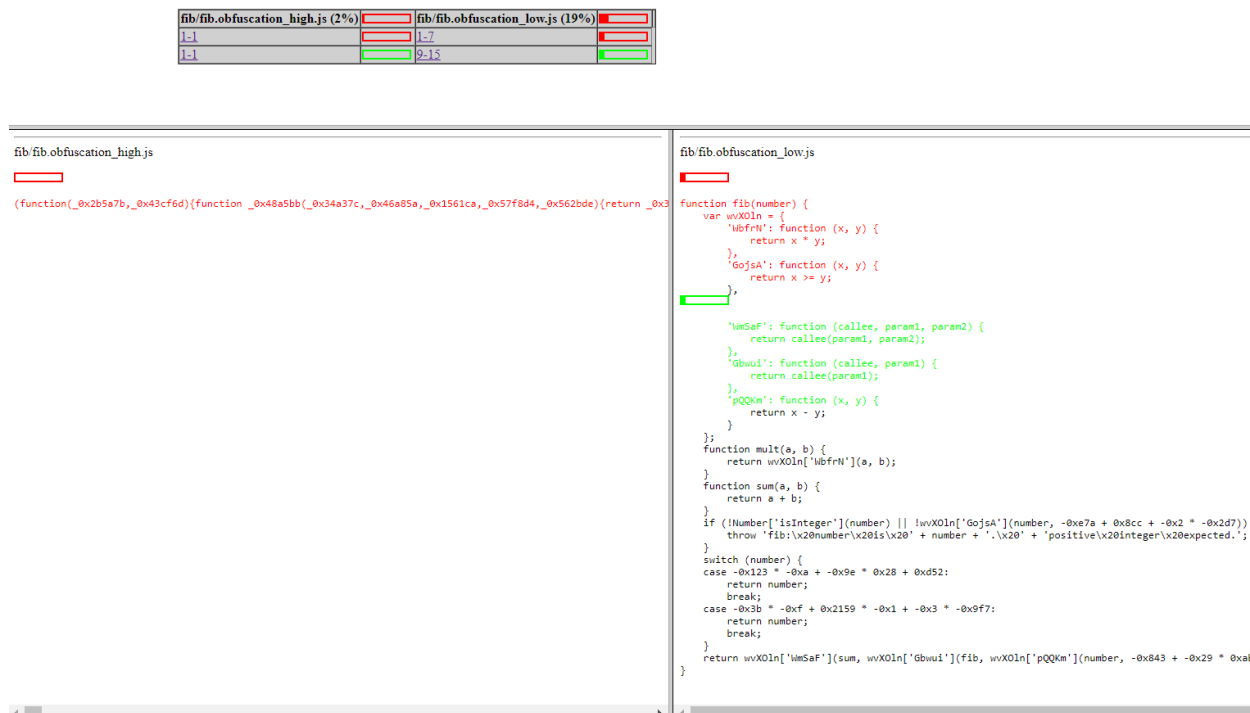 fib/fib.obfuscation_high.js (2%) fib/fib.obfuscation_low.js (19%)
1-1 1-7
1-1 9-15
fib/fib.obfuscation_high.js
(function(_0x2b5a7b,_0x43cf6d){function _0x48a5bb(_0x34a37c,_0x46a85a,_0x1561ca,_0x57f8d4,_0x562bde){return _0x3
fib/fib.obfuscation_low.js
function fib(number) {
    var wvXOln = {
        'WbfrN': function (x, y) {
            return x * y;
        },
        'GojsA': function (x, y) {
            return x >= y;
        },
        'WmSaF': function (callee, param1, param2) {
            return callee(param1, param2);
        },
        'Gbwui': function (callee, param1) {
            return callee(param1);
        },
        'pQQKm': function (x, y) {
            return x - y;
        }
    };
    function mult(a, b) {
        return wvXOln['WbfrN'](a, b);
    }
    function sum(a, b) {
        return a + b;
    }
    if (!Number['isInteger'](number) || !wvXOln['GojsA'](number, -0xe7a + 0x8cc + -0x2 * -0x2d7))
        throw 'fib:\x20number\x20is\x20' + number + '.\x20' + 'positive\x20integer\x20expected.';
    }
    switch (number) {
    case -0x123 * -0xa + -0x9e * 0x28 + 0xd52:
        return number;
        break;
    case -0x3b * -0xf + 0x2159 * -0x1 + -0x3 * -0x9f7:
        return number;
        break;
    }
    return wvXOln['WmSaF'](sum, wvXOln['Gbwui'](fib, wvXOln['pQQKm'](number, -0x843 + -0x29 * 0xab
}